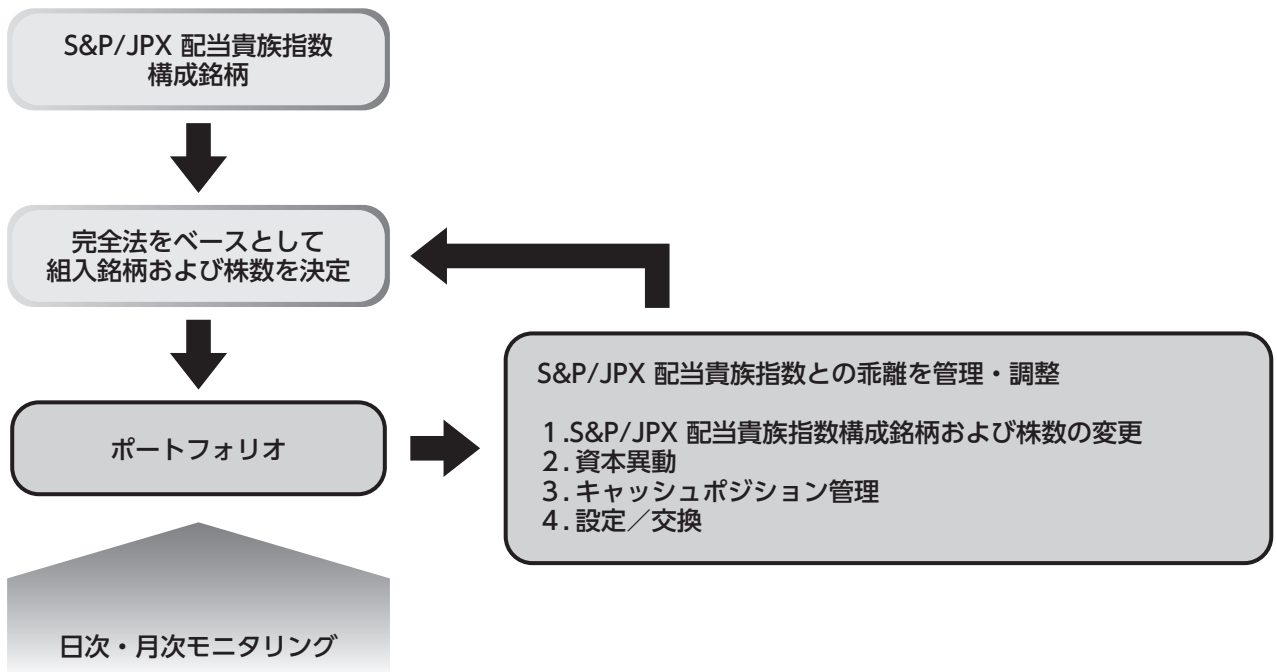 S&P/JPX 配当貴族指数
構成銘柄
完全法をベースとして
組入銘柄および株数を決定
ポートフォリオ
S&P/JPX 配当貴族指数との乖離を管理・調整
1.S&P/JPX 配当貴族指数構成銘柄および株数の変更
2.資本異動
3.キャッシュポジション管理
4.設定／交換
日次・月次モニタリング